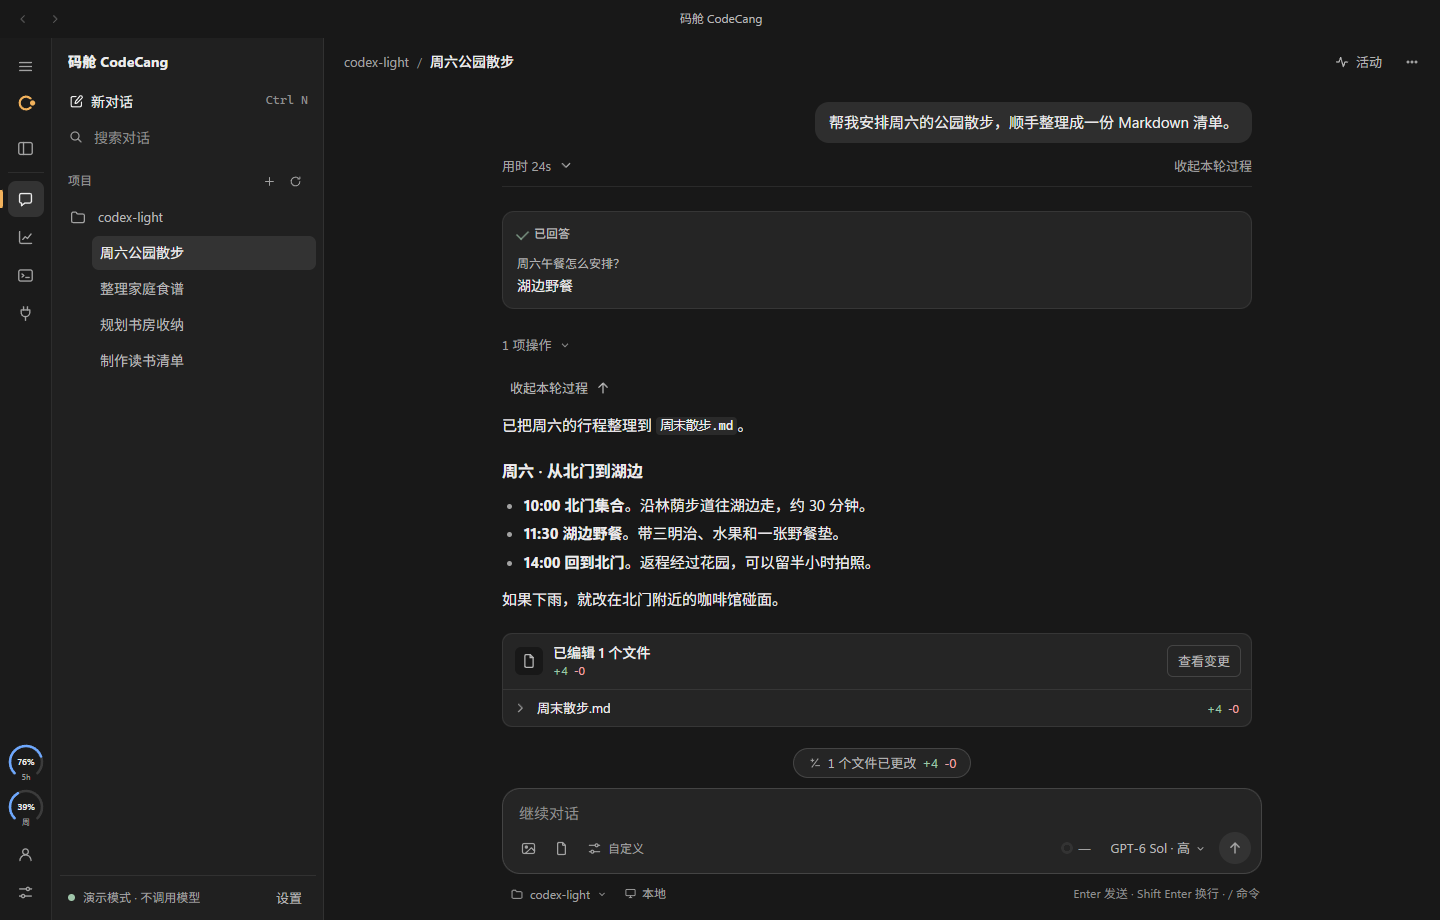 码舱 CodeCang
码舱 CodeCang
新对话 Ctrl N
搜索对话
项目
codex-light
周六公园散步
整理家庭食谱
规划书房收纳
制作读书清单
76%
5h
39%
周
演示模式 · 不调用模型 设置
codex-light / 周六公园散步 活动
帮我安排周六的公园散步，顺手整理成一份 Markdown 清单。
用时 24s 收起本轮过程
已回答
周六午餐怎么安排？
湖边野餐
1 项操作
收起本轮过程
已把周六的行程整理到 周末散步.md。
周六 · 从北门到湖边
10:00 北门集合。沿林荫步道往湖边走，约 30 分钟。
11:30 湖边野餐。带三明治、水果和一张野餐垫。
14:00 回到北门。返程经过花园，可以留半小时拍照。
如果下雨，就改在北门附近的咖啡馆碰面。
已编辑 1 个文件
+4 -0
查看变更
周末散步.md +4 -0
1 个文件已更改 +4 -0
继续对话
自定义 — GPT-6 Sol · 高
codex-light 本地 Enter 发送 · Shift Enter 换行 · / 命令